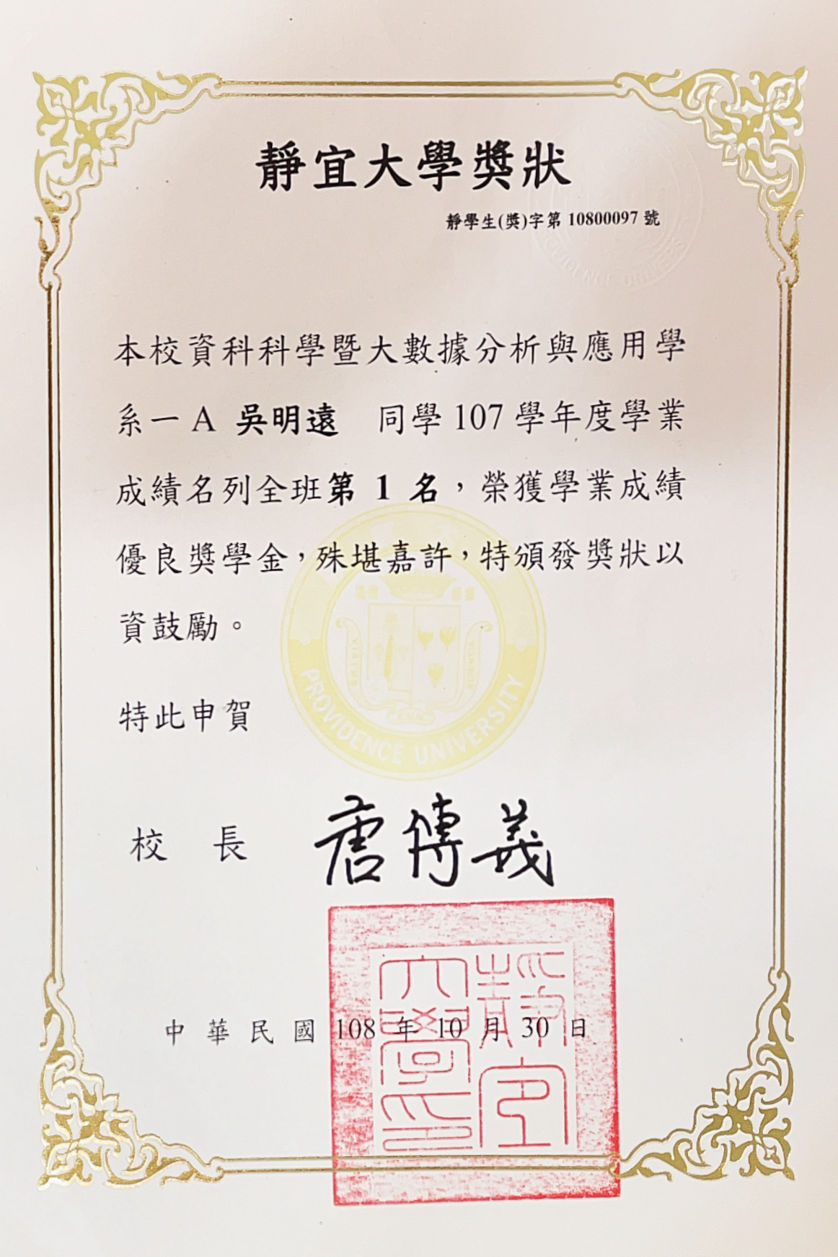 靜宜大學獎狀
靜學生(獎)字第 10800097 號
本校資科科學暨大數據分析與應用學
系一 A 吳明遠 同學 107 學年度學業
成績名列全班第 1 名，榮獲學業成績
優良獎學金，殊堪嘉許，特頒發獎狀以
資鼓勵。
PROVIDENCE UNIVERSITY
特此申賀
校 長 唐傳義
中 華 民 國 108 年 10 月 30 日
靜宜大學印